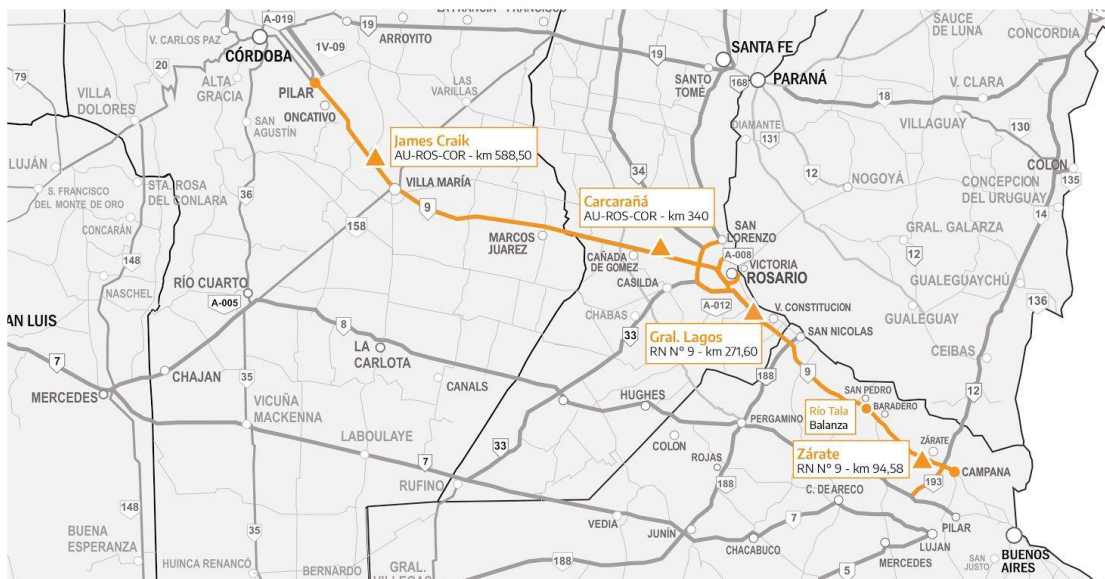 A-019
LA FRANCIA
FRANCISCO
SAUCE
DE LUNA
CONCORDIA
V. CARLOS PAZ
CÓRDOBA
1V-09
19
ARROYITO
19
SANTA FE
79
20
ALTA
GRACIA
PILAR
LAS
VARILLAS
SANTO
TOMÉ
168
PARANÁ
V. CLARA
18
VILLA
DOLORES
ONCATIVO
SAN
AGUSTÍN
DIAMANTE
131
VILLAGUAY
130
James Craik
AU-ROS-COR - km 588,50
LUJÁN
34
19
12
NOGOYÁ
COLON
135
S. FRANCISCO
DEL MONTE DE ORO
STA. ROSA
DEL CONLARA
36
VILLA MARÍA
9
Carcarañá
AU-ROS-COR - km 340
CONCEPCION
DEL URUGUAY
14
CONCARÁN
158
MARCOS
JUAREZ
SAN
LORENZO
GRAL. GALARZA
148
CAÑADA
DE GOMEZ
A-008
VICTORIA
ROSARIO
12
NASCHEL
RÍO CUARTO
A-005
CASILDA
A-012
GUALEGUAYCHÚ
136
AN LUIS
CHABAS
V. CONSTITUCION
GUALEGUAY
8
33
Gral. Lagos
RN N° 9 - km 271,60
SAN NICOLAS
7
LA
CARLOTA
CEIBAS
CHAJAN
35
188
9
12
MERCEDES
CANALS
HUGHES
SAN PEDRO
BARADERO
VICUÑA
MACKENNA
Río Tala
Balanza
PERGAMINO
LABOULAYE
33
COLON
ZÁRATE
Zárate
RN N° 9 - km 94,58
7
ROJAS
CAMPANA
193
RUFINO
188
C. DE ARECO
148
VEDIA
7
PILAR
BUENA
ESPERANZA
35
JUNÍN
CHACABUCO
LUJAN
BUENOS
AIRES
HUINCA RENANCÓ
BERNARDO
GRAL.
VILLEGAS
188
5
MERCEDES
SAN
JUSTO